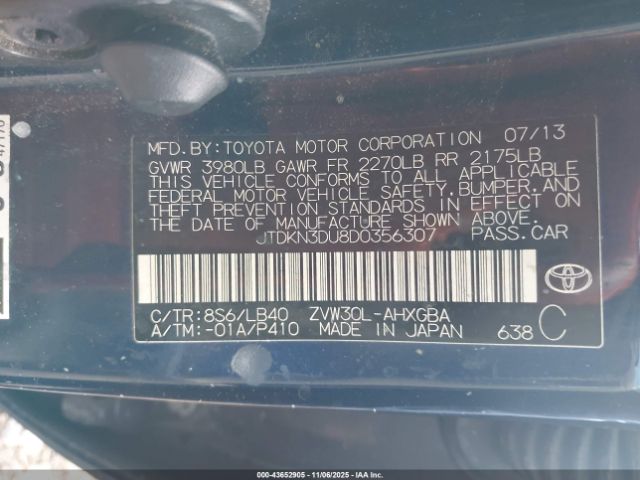 MFD. BY: TOYOTA MOTOR CORPORATION 07/13
GVWR 3980LB GAWR FR 2270LB RR 2175LB
THIS VEHICLE CONFORMS TO ALL APPLICABLE
FEDERAL MOTOR VEHICLE SAFETY, BUMPER, AND
THEFT PREVENTION STANDARDS IN EFFECT ON
THE DATE OF MANUFACTURE SHOWN ABOVE.
JTDKN3DU8D0356307 PASS. CAR
C/TR: 8S6/LB40 ZVW30L-AHXGBA
A/TM: -01A/P410 MADE IN JAPAN 638 C
TOYOTA
000-43652905 - 11/06/2025 - IAAI.COM